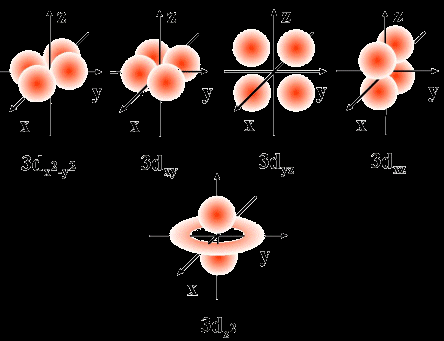 z z z z
y y y y
x x x x
3dx²-y² 3dxy 3dyz 3dxz
z
y
x
3dz²